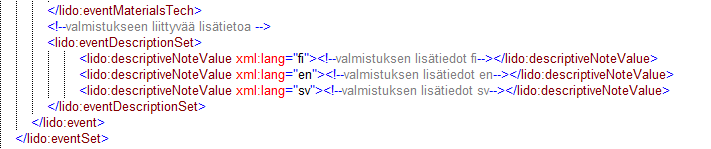 </lido:eventMaterialsTech>
<!--valmistukseen liittyvää lisätietoa -->
<lido:eventDescriptionSet>
<lido:descriptiveNoteValue xml:lang="fi"><!--valmistuksen lisätiedot fi--></lido:descriptiveNoteValue>
<lido:descriptiveNoteValue xml:lang="en"><!--valmistuksen lisätiedot en--></lido:descriptiveNoteValue>
<lido:descriptiveNoteValue xml:lang="sv"><!--valmistuksen lisätiedot sv--></lido:descriptiveNoteValue>
</lido:eventDescriptionSet>
</lido:event>
</lido:eventSet>